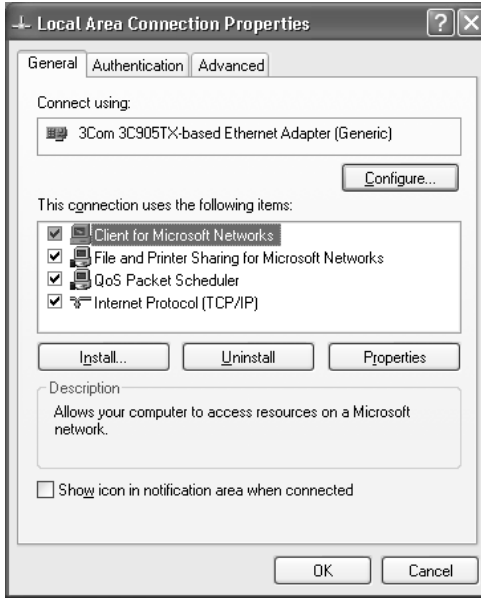 Local Area Connection Properties
General Authentication Advanced
Connect using:
3Com 3C905TX-based Ethernet Adapter (Generic)
Configure...
This connection uses the following items:
Client for Microsoft Networks
File and Printer Sharing for Microsoft Networks
QoS Packet Scheduler
Internet Protocol (TCP/IP)
Install... Uninstall Properties
Description
Allows your computer to access resources on a Microsoft
network.
Show icon in notification area when connected
OK Cancel